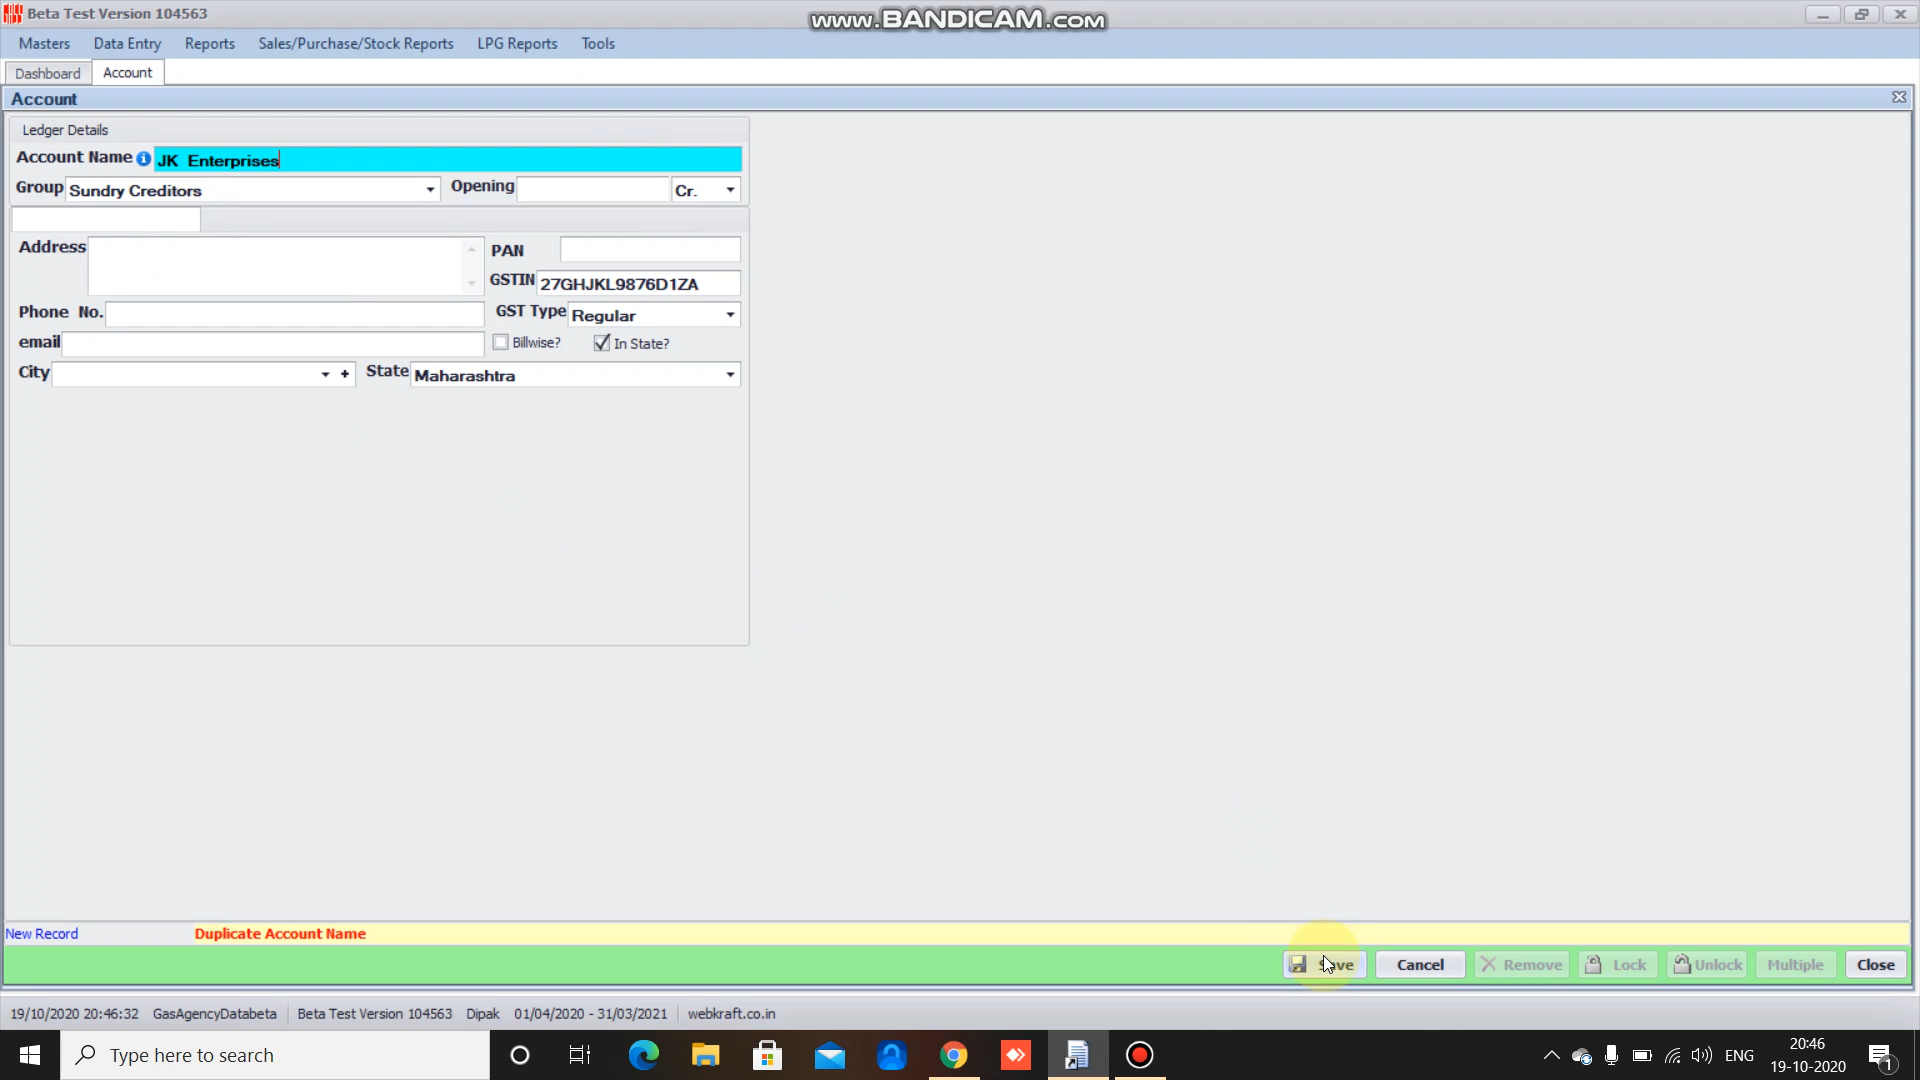 Beta Test Version 104563
www.BANDICAM.com
Masters Data Entry Reports Sales/Purchase/Stock Reports LPG Reports Tools
Dashboard Account
Account
Ledger Details
Account Name JK Enterprises
Group Sundry Creditors Opening Cr.
Address PAN
GSTIN 27GHJKL9876D1ZA
Phone No. GST Type Regular
email Billwise? In State?
City State Maharashtra
New Record Duplicate Account Name
Save Cancel Remove Lock Unlock Multiple Close
19/10/2020 20:46:32 GasAgencyDatabeta Beta Test Version 104563 Dipak 01/04/2020 - 31/03/2021 webkraft.co.in
Type here to search ENG 20:46
19-10-2020 1